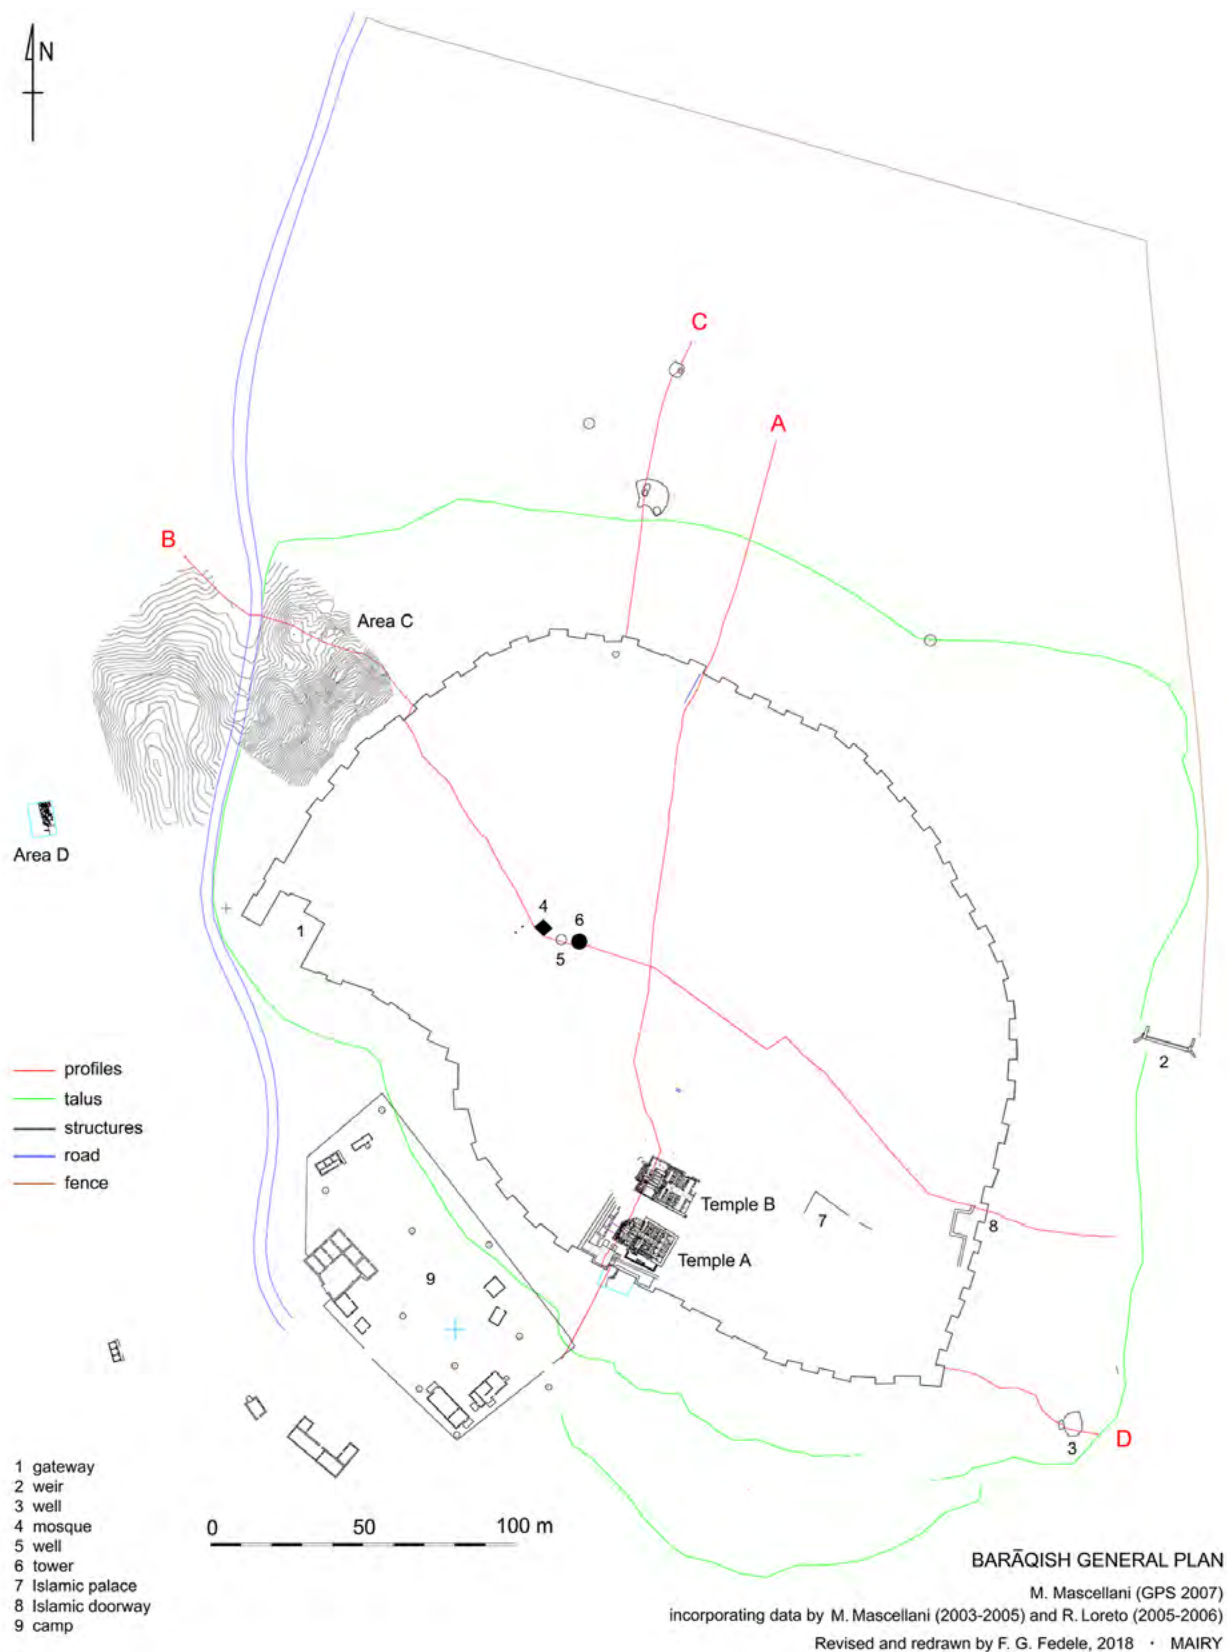 N
C
A
B
Area C
Area D
4
6
5
1
2
profiles
talus
structures
road
fence
Temple B
7
8
Temple A
9
3
D
1 gateway
2 weir
3 well
4 mosque
5 well
6 tower
7 Islamic palace
8 Islamic doorway
9 camp
0 50 100 m
BARĀQISH GENERAL PLAN
M. Mascellani (GPS 2007)
incorporating data by M. Mascellani (2003-2005) and R. Loreto (2005-2006)
Revised and redrawn by F. G. Fedele, 2018 · MAIRY